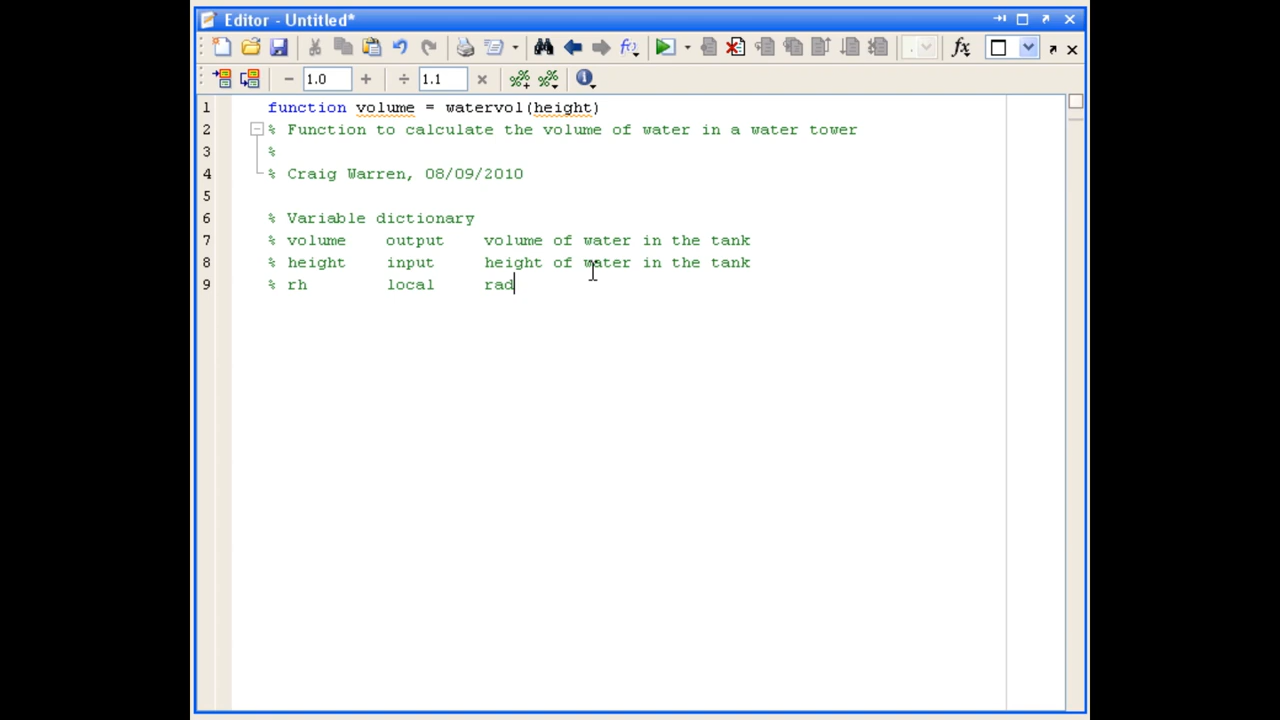 Editor - Untitled*
1.0
1.1
1 function volume = watervol(height)
2 % Function to calculate the volume of water in a water tower
3 %
4 % Craig Warren, 08/09/2010
5
6 % Variable dictionary
7 % volume output volume of water in the tank
8 % height input height of water in the tank
9 % rh local rad